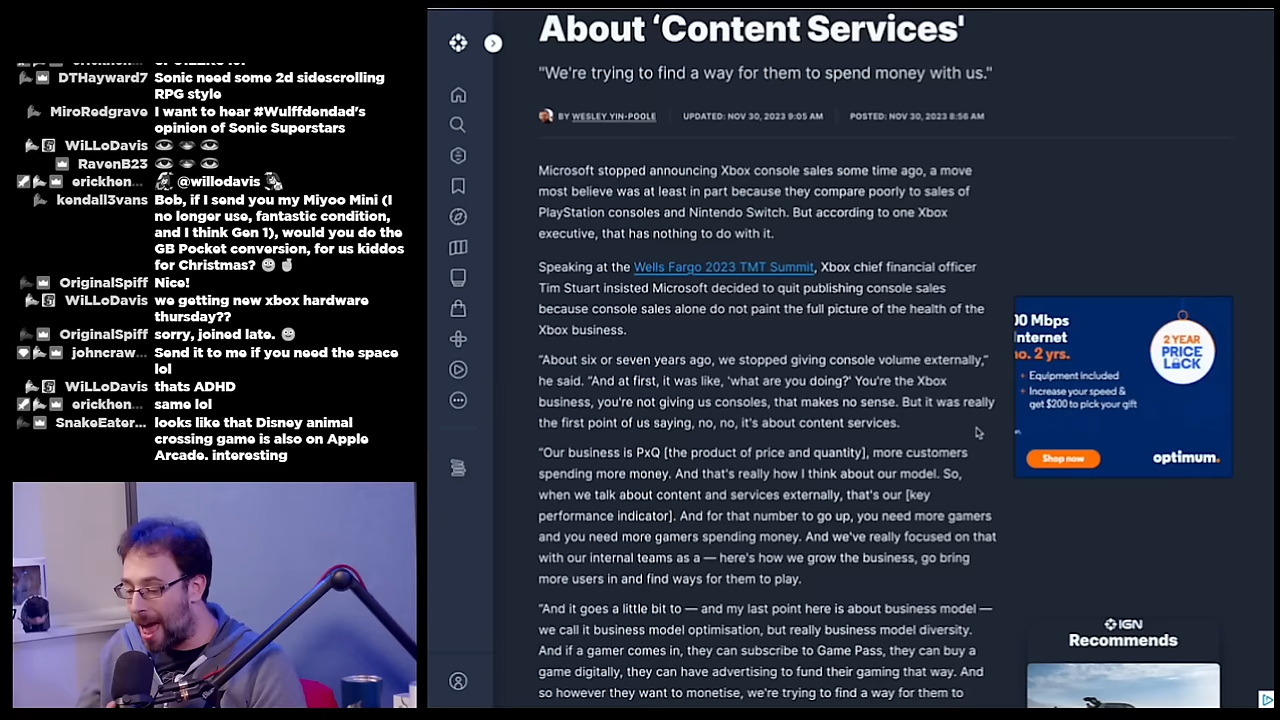 DTHayward7 Sonic need some 2d sidescrolling
RPG style
MiroRedgrave I want to hear #Wulffdendad's
opinion of Sonic Superstars
WiLLoDavis
RavenB23
erickhen... @willodavis
kendall3vans Bob, if I send you my Miyoo Mini (I
no longer use, fantastic condition,
and I think Gen 1), would you do the
GB Pocket conversion, for us kiddos
for Christmas?
OriginalSpiff Nice!
WiLLoDavis we getting new xbox hardware
thursday??
OriginalSpiff sorry, joined late.
johncraw... Send it to me if you need the space
lol
WiLLoDavis thats ADHD
erickhen... same lol
SnakeEater... looks like that Disney animal
crossing game is also on Apple
Arcade. interesting
About ‘Content Services'
"We're trying to find a way for them to spend money with us."
BY WESLEY YIN-POOLE UPDATED: NOV 30, 2023 9:05 AM POSTED: NOV 30, 2023 8:56 AM
Microsoft stopped announcing Xbox console sales some time ago, a move
most believe was at least in part because they compare poorly to sales of
PlayStation consoles and Nintendo Switch. But according to one Xbox
executive, that has nothing to do with it.
Speaking at the Wells Fargo 2023 TMT Summit, Xbox chief financial officer
Tim Stuart insisted Microsoft decided to quit publishing console sales
because console sales alone do not paint the full picture of the health of the
Xbox business.
“About six or seven years ago, we stopped giving console volume externally,”
he said. “And at first, it was like, 'what are you doing?' You're the Xbox
business, you're not giving us consoles, that makes no sense. But it was really
the first point of us saying, no, no, it's about content services.
“Our business is PxQ [the product of price and quantity], more customers
spending more money. And that's really how I think about our model. So,
when we talk about content and services externally, that's our [key
performance indicator]. And for that number to go up, you need more gamers
and you need more gamers spending money. And we've really focused on that
with our internal teams as a — here's how we grow the business, go bring
more users in and find ways for them to play.
“And it goes a little bit to — and my last point here is about business model —
we call it business model optimisation, but really business model diversity.
And if a gamer comes in, they can subscribe to Game Pass, they can buy a
game digitally, they can have advertising to fund their gaming that way. And
so however they want to monetise, we're trying to find a way for them to
00 Mbps
Internet
no. 2 yrs.
Equipment included
Increase your speed &
get $200 to pick your gift
2 YEAR
PRICE
LOCK
Shop now
optimum.
IGN
Recommends